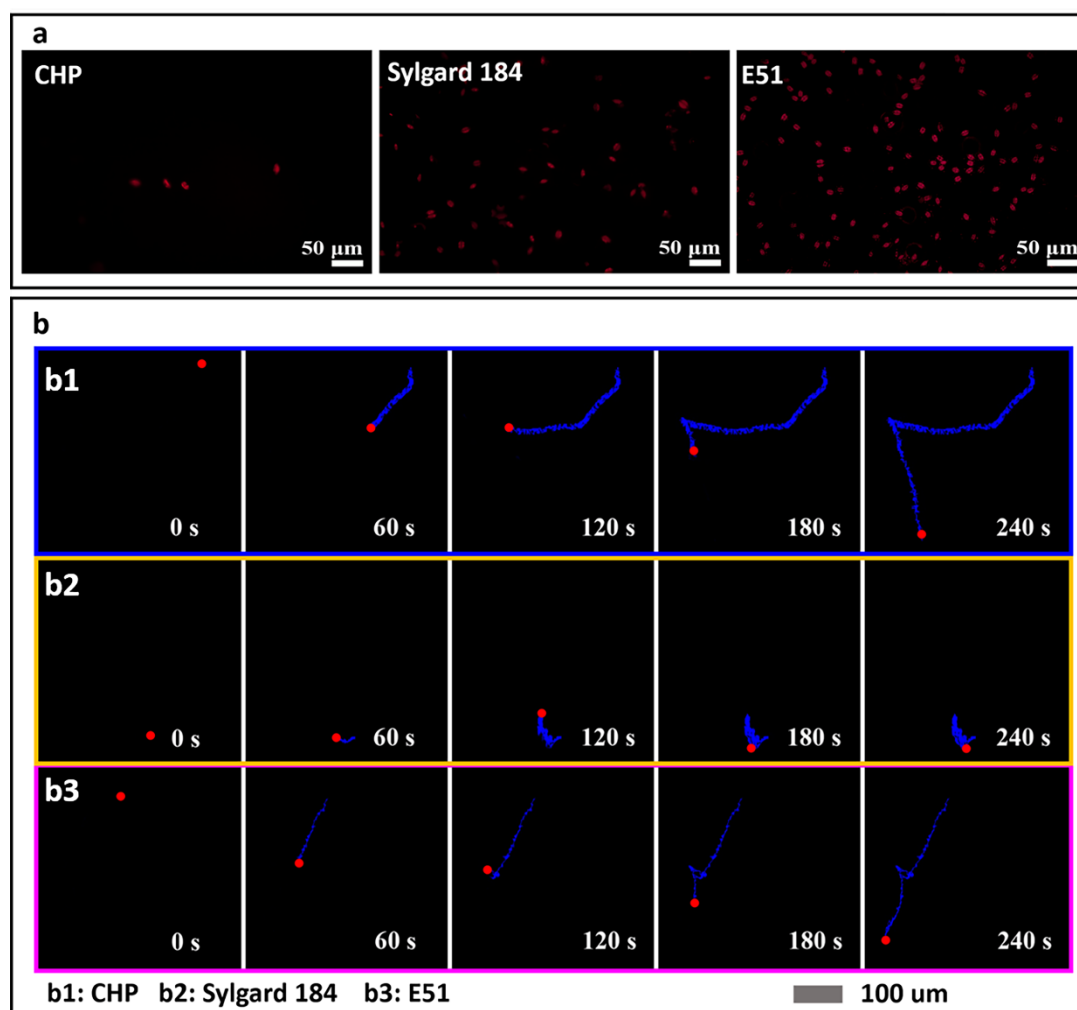 a
CHP Sylgard 184 E51
50 μm 50 μm 50 μm
b
b1
0 s 60 s 120 s 180 s 240 s
b2
0 s 60 s 120 s 180 s 240 s
b3
0 s 60 s 120 s 180 s 240 s
b1: CHP b2: Sylgard 184 b3: E51 100 um